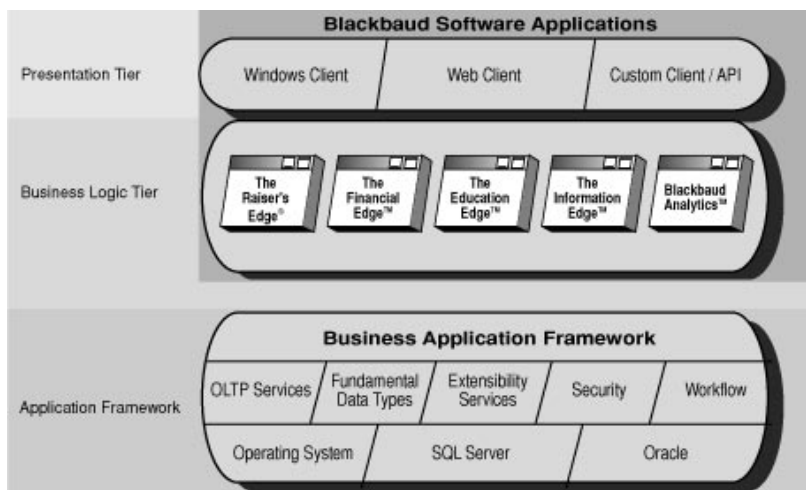 Blackbaud Software Applications
Presentation Tier
Windows Client
Web Client
Custom Client / API
Business Logic Tier
The
Raiser's
Edge®
The
Financial
Edge™
The
Education
Edge™
The
Information
Edge™
Blackbaud
Analytics™
Application Framework
Business Application Framework
OLTP Services
Fundamental
Data Types
Extensibility
Services
Security
Workflow
Operating System
SQL Server
Oracle